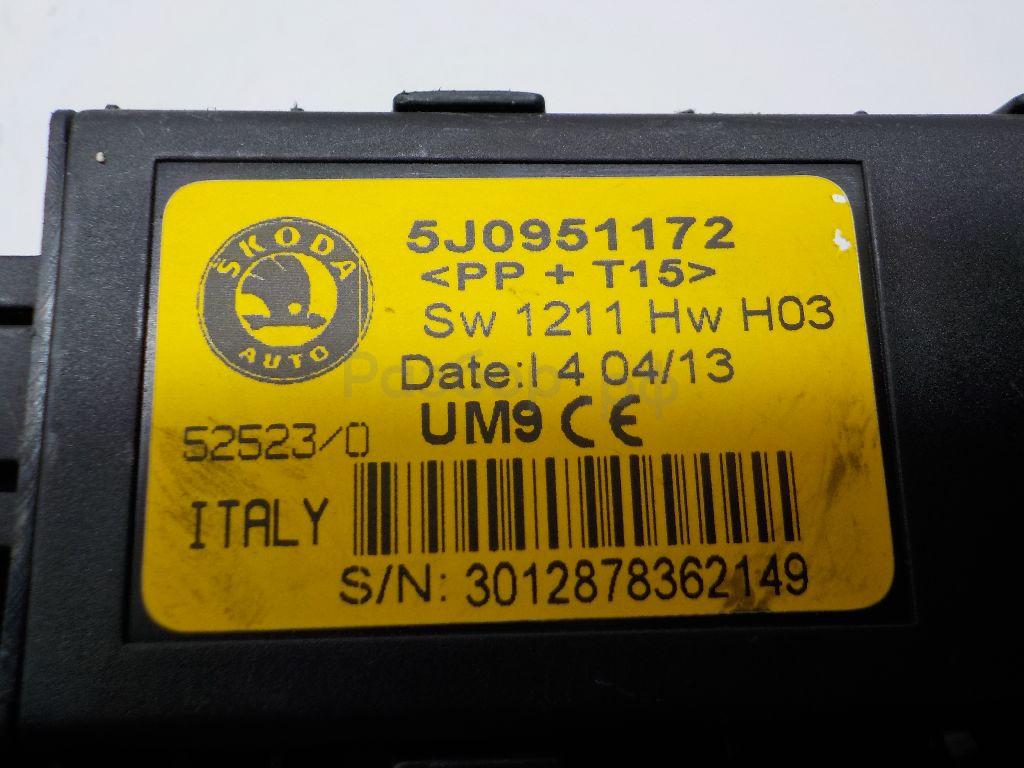 ŠKODA
AUTO
5J0951172
<PP + T15>
Sw 1211 Hw H03
Date:I 4 04/13
UM9 CE
52523/0
ITALY
S/N: 3012878362149